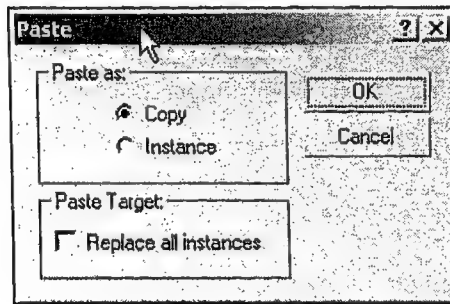 Paste
Paste as:
Copy
Instance
OK
Cancel
Paste Target:
Replace all instances